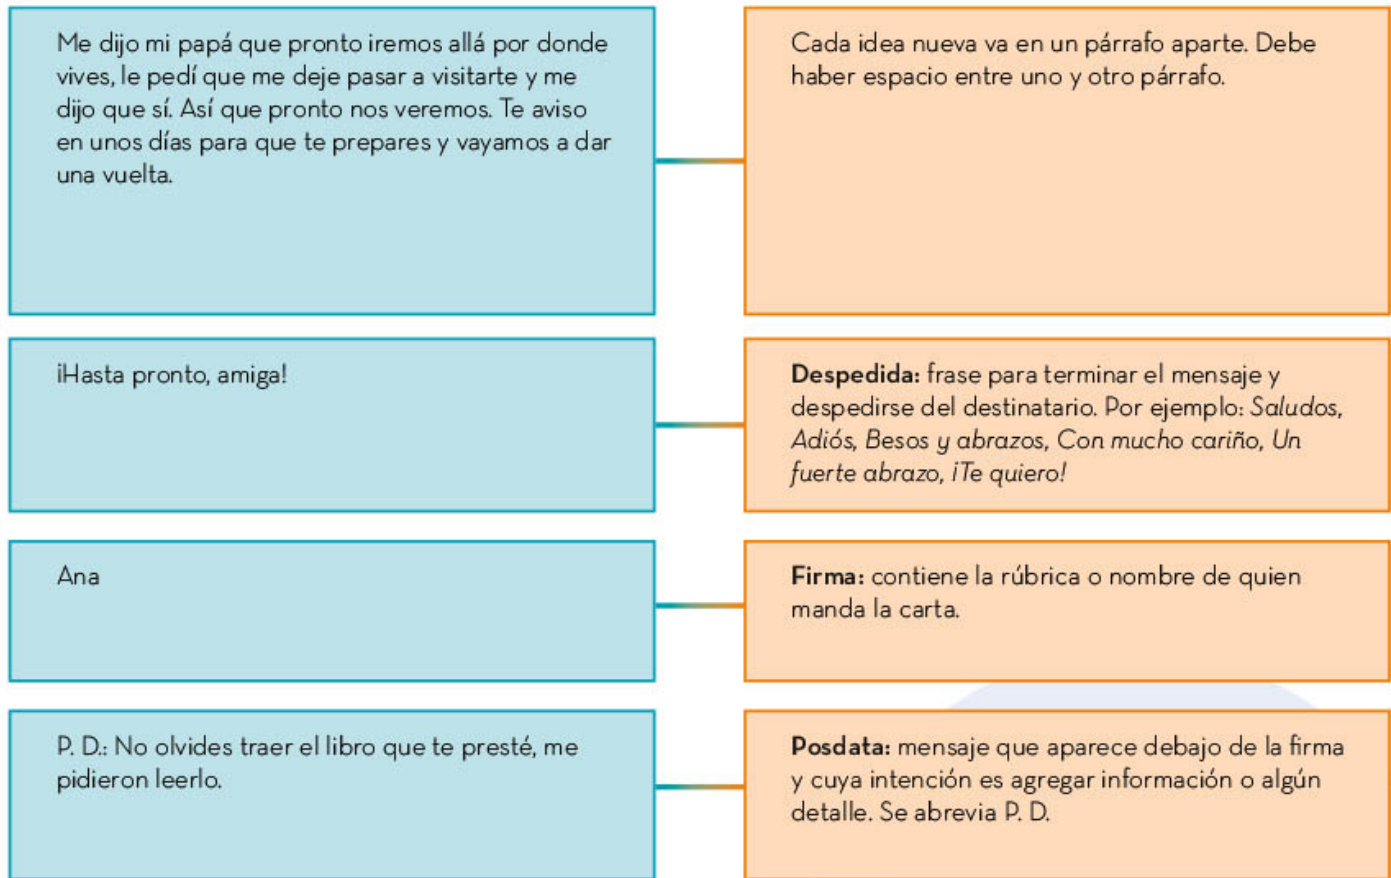 Me dijo mi papá que pronto iremos allá por donde
vives, le pedí que me deje pasar a visitarte y me
dijo que sí. Así que pronto nos veremos. Te aviso
en unos días para que te prepares y vayamos a dar
una vuelta.
Cada idea nueva va en un párrafo aparte. Debe
haber espacio entre uno y otro párrafo.
¡Hasta pronto, amiga!
Despedida: frase para terminar el mensaje y
despedirse del destinatario. Por ejemplo: Saludos,
Adiós, Besos y abrazos, Con mucho cariño, Un
fuerte abrazo, ¡Te quiero!
Ana
Firma: contiene la rúbrica o nombre de quien
manda la carta.
P. D.: No olvides traer el libro que te presté, me
pidieron leerlo.
Posdata: mensaje que aparece debajo de la firma
y cuya intención es agregar información o algún
detalle. Se abrevia P. D.